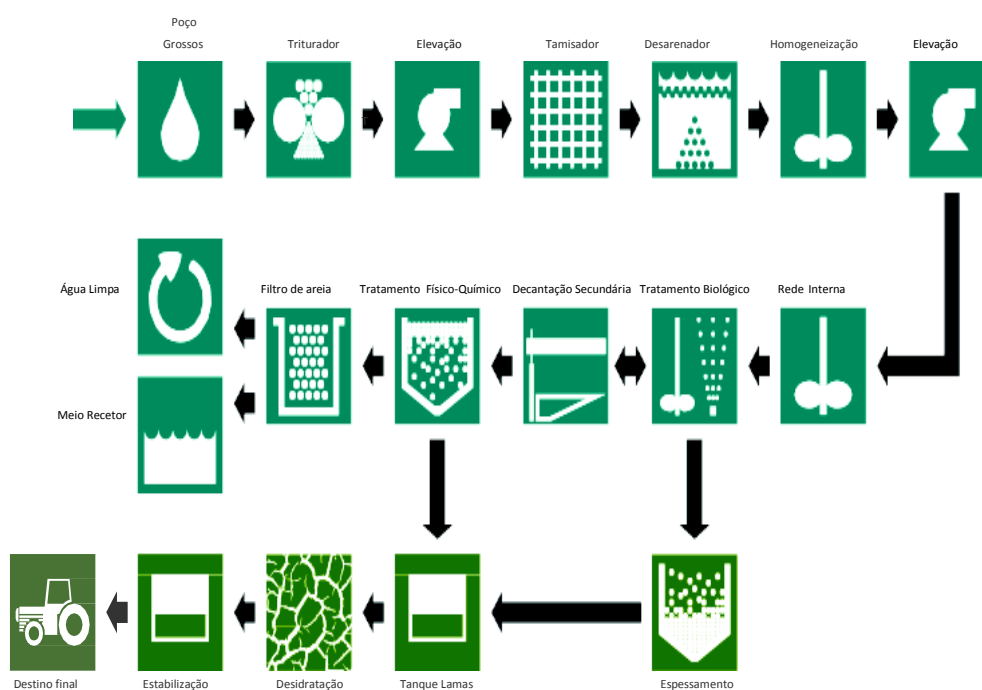 Poço
Grossos Triturador Elevação Tamisador Desarenador Homogeneização Elevação
Água Limpa Filtro de areia Tratamento Físico-Químico Decantação Secundária Tratamento Biológico Rede Interna
Meio Recetor
Destino final Estabilização Desidratação Tanque Lamas Espessamento